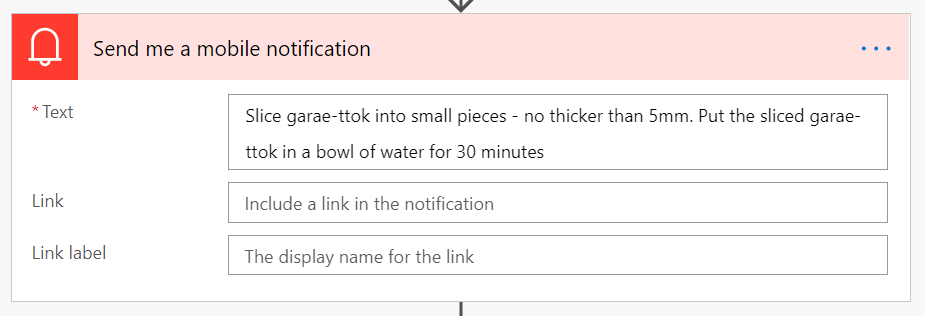 Send me a mobile notification
* Text
Slice garae-ttok into small pieces - no thicker than 5mm. Put the sliced garae-
ttok in a bowl of water for 30 minutes
Link
Include a link in the notification
Link label
The display name for the link